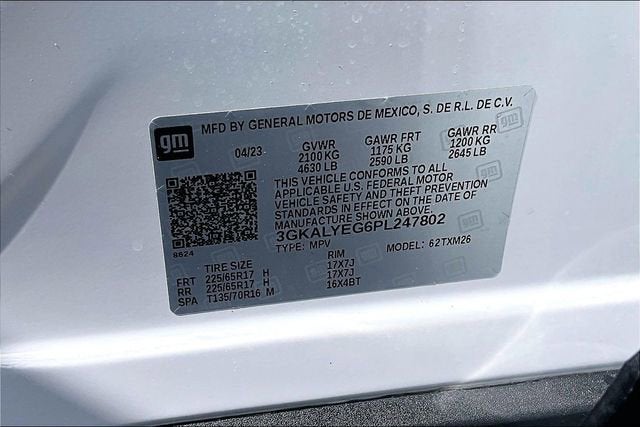 gm
MFD BY GENERAL MOTORS DE MEXICO, S. DE R.L. DE C.V.
04/23 GVWR GAWR FRT GAWR RR
2100 KG 1175 KG 1200 KG
4630 LB 2590 LB 2645 LB
THIS VEHICLE CONFORMS TO ALL
APPLICABLE U.S. FEDERAL MOTOR
VEHICLE SAFETY AND THEFT PREVENTION
STANDARDS IN EFFECT ON THE DATE OF
MANUFACTURE SHOWN ABOVE.
3GKALYEG6PL247802
8624 TYPE: MPV MODEL: 62TXM26
TIRE SIZE RIM
FRT 225/65R17 H 17X7J
RR 225/65R17 H 17X7J
SPA T135/70R16 M 16X4BT